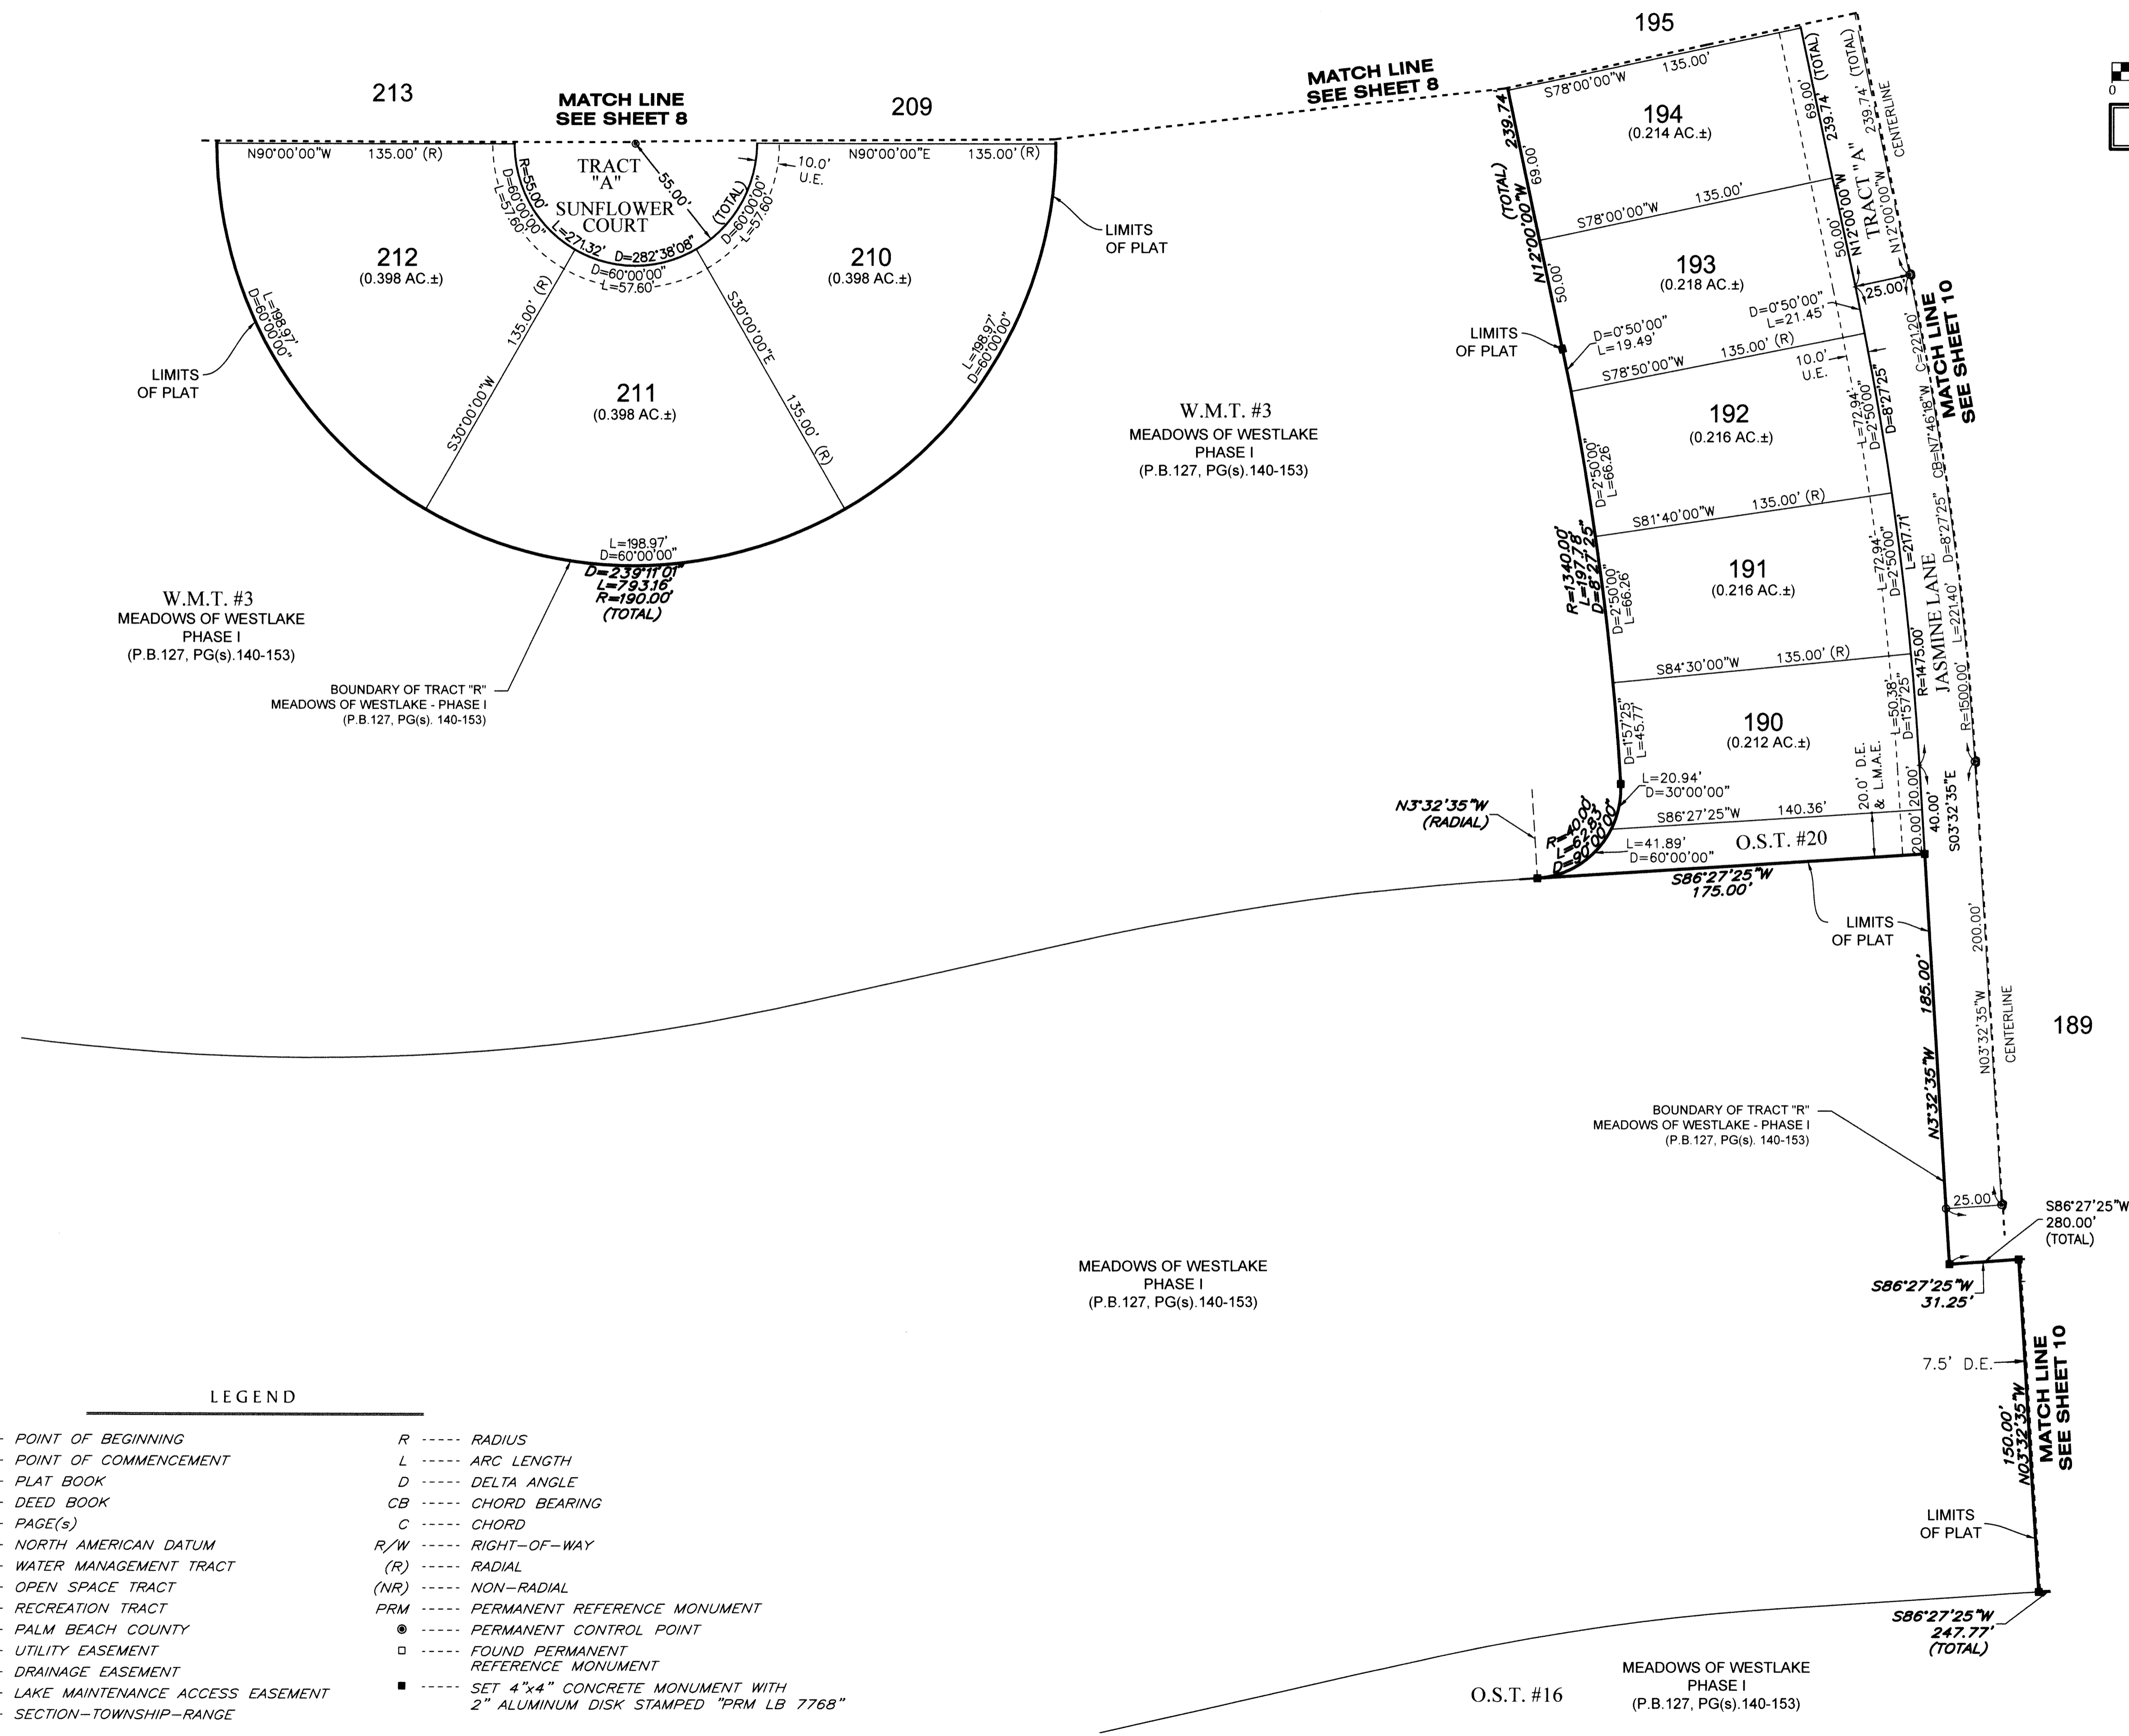 195
213
209
MATCH LINE
SEE SHEET 8
MATCH LINE
SEE SHEET 8
0
N90°00'00"W 135.00' (R)
N90°00'00"E 135.00' (R)
TRACT
"A"
SUNFLOWER
COURT
55.00'
R=55.00'
L=271.32'
D=282°38'08"
(TOTAL)
D=60°00'00"
L=57.60'
D=60°00'00"
L=57.60'
D=60°00'00"
L=57.60'
10.0'
U.E.
212
(0.398 AC.±)
210
(0.398 AC.±)
211
(0.398 AC.±)
LIMITS
OF PLAT
LIMITS
OF PLAT
L=198.97'
D=60°00'00"
L=198.97'
D=60°00'00"
S30°00'00"W 135.00' (R)
S30°00'00"E 135.00' (R)
L=198.97'
D=60°00'00"
D=239°11'01"
L=793.16'
R=190.00'
(TOTAL)
W.M.T. #3
MEADOWS OF WESTLAKE
PHASE I
(P.B.127, PG(s).140-153)
BOUNDARY OF TRACT "R"
MEADOWS OF WESTLAKE - PHASE I
(P.B.127, PG(s). 140-153)
W.M.T. #3
MEADOWS OF WESTLAKE
PHASE I
(P.B.127, PG(s).140-153)
S78°00'00"W 135.00'
194
(0.214 AC.±)
69.00'
69.00'
N12°00'00"W 239.74'
(TOTAL)
N12°00'00"W 239.74' (TOTAL)
TRACT "A"
N12°00'00"W 239.74' (TOTAL)
CENTERLINE
S78°00'00"W 135.00'
193
(0.218 AC.±)
50.00'
50.00'
25.00'
D=0°50'00"
L=21.45'
D=0°50'00"
L=19.49'
LIMITS
OF PLAT
S78°50'00"W 135.00' (R)
10.0'
U.E.
MATCH LINE
SEE SHEET 10
192
(0.216 AC.±)
D=2°50'00"
L=66.26'
L=72.94'
D=2°50'00"
D=8°27'25"
S81°40'00"W 135.00' (R)
191
(0.216 AC.±)
R=1340.00'
L=197.78'
D=8°27'25"
D=2°50'00"
L=66.26'
L=72.94'
D=2°50'00"
L=217.71'
R=1475.00'
JASMINE LANE
R=1500.00' L=221.40' D=8°27'25" CB=N7°46'18"W C=221.20'
S84°30'00"W 135.00' (R)
190
(0.212 AC.±)
D=1°57'25"
L=45.77'
L=50.38'
D=1°57'25"
20.0' D.E.
& L.M.A.E.
20.00'
20.00'
40.00'
S03°32'35"E
L=20.94'
D=30°00'00"
S86°27'25"W 140.36'
N3°32'35"W
(RADIAL)
R=40.00'
L=62.83'
D=90°00'00"
L=41.89'
D=60°00'00"
O.S.T. #20
S86°27'25"W
175.00'
LIMITS
OF PLAT
N3°32'35"W 185.00'
N03°32'35"W 200.00'
CENTERLINE
189
BOUNDARY OF TRACT "R"
MEADOWS OF WESTLAKE - PHASE I
(P.B.127, PG(s). 140-153)
25.00'
S86°27'25"W
280.00'
(TOTAL)
S86°27'25"W
31.25'
7.5' D.E.
150.00'
N03°32'35"W
MATCH LINE
SEE SHEET 10
LIMITS
OF PLAT
S86°27'25"W
247.77'
(TOTAL)
MEADOWS OF WESTLAKE
PHASE I
(P.B.127, PG(s).140-153)
O.S.T. #16
MEADOWS OF WESTLAKE
PHASE I
(P.B.127, PG(s).140-153)
LEGEND
POINT OF BEGINNING
POINT OF COMMENCEMENT
PLAT BOOK
DEED BOOK
PAGE(s)
NORTH AMERICAN DATUM
WATER MANAGEMENT TRACT
OPEN SPACE TRACT
RECREATION TRACT
PALM BEACH COUNTY
UTILITY EASEMENT
DRAINAGE EASEMENT
LAKE MAINTENANCE ACCESS EASEMENT
SECTION-TOWNSHIP-RANGE
R ----- RADIUS
L ----- ARC LENGTH
D ----- DELTA ANGLE
CB ----- CHORD BEARING
C ----- CHORD
R/W ----- RIGHT-OF-WAY
(R) ----- RADIAL
(NR) ----- NON-RADIAL
PRM ----- PERMANENT REFERENCE MONUMENT
----- PERMANENT CONTROL POINT
----- FOUND PERMANENT
REFERENCE MONUMENT
----- SET 4"x4" CONCRETE MONUMENT WITH
2" ALUMINUM DISK STAMPED "PRM LB 7768"